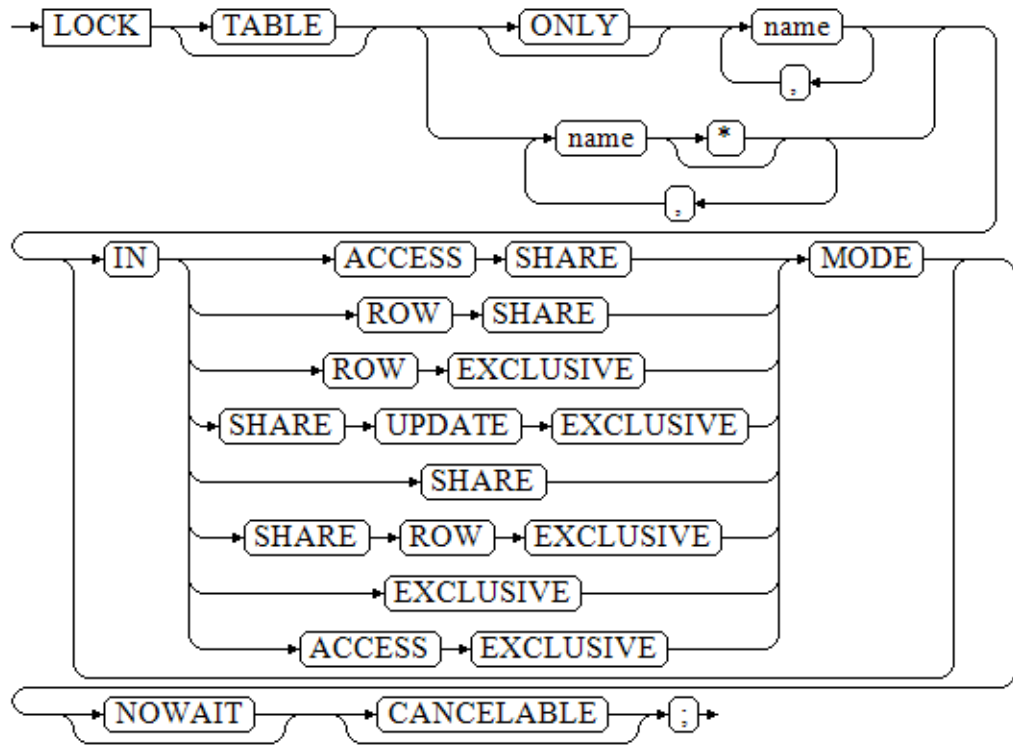 LOCK TABLE ONLY name
,
name *
,
IN ACCESS SHARE MODE
ROW SHARE
ROW EXCLUSIVE
SHARE UPDATE EXCLUSIVE
SHARE
SHARE ROW EXCLUSIVE
EXCLUSIVE
ACCESS EXCLUSIVE
NOWAIT CANCELABLE ;